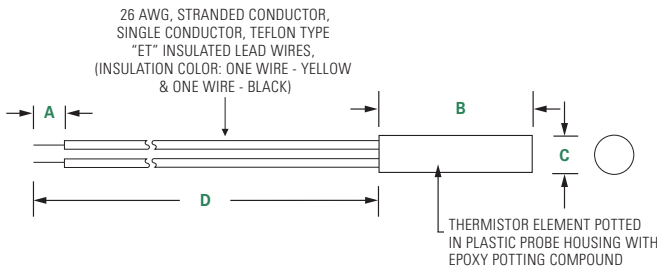 26 AWG, STRANDED CONDUCTOR,
SINGLE CONDUCTOR, TEFLON TYPE
“ET” INSULATED LEAD WIRES,
(INSULATION COLOR: ONE WIRE - YELLOW
& ONE WIRE - BLACK)
A
B
C
D
THERMISTOR ELEMENT POTTED
IN PLASTIC PROBE HOUSING WITH
EPOXY POTTING COMPOUND